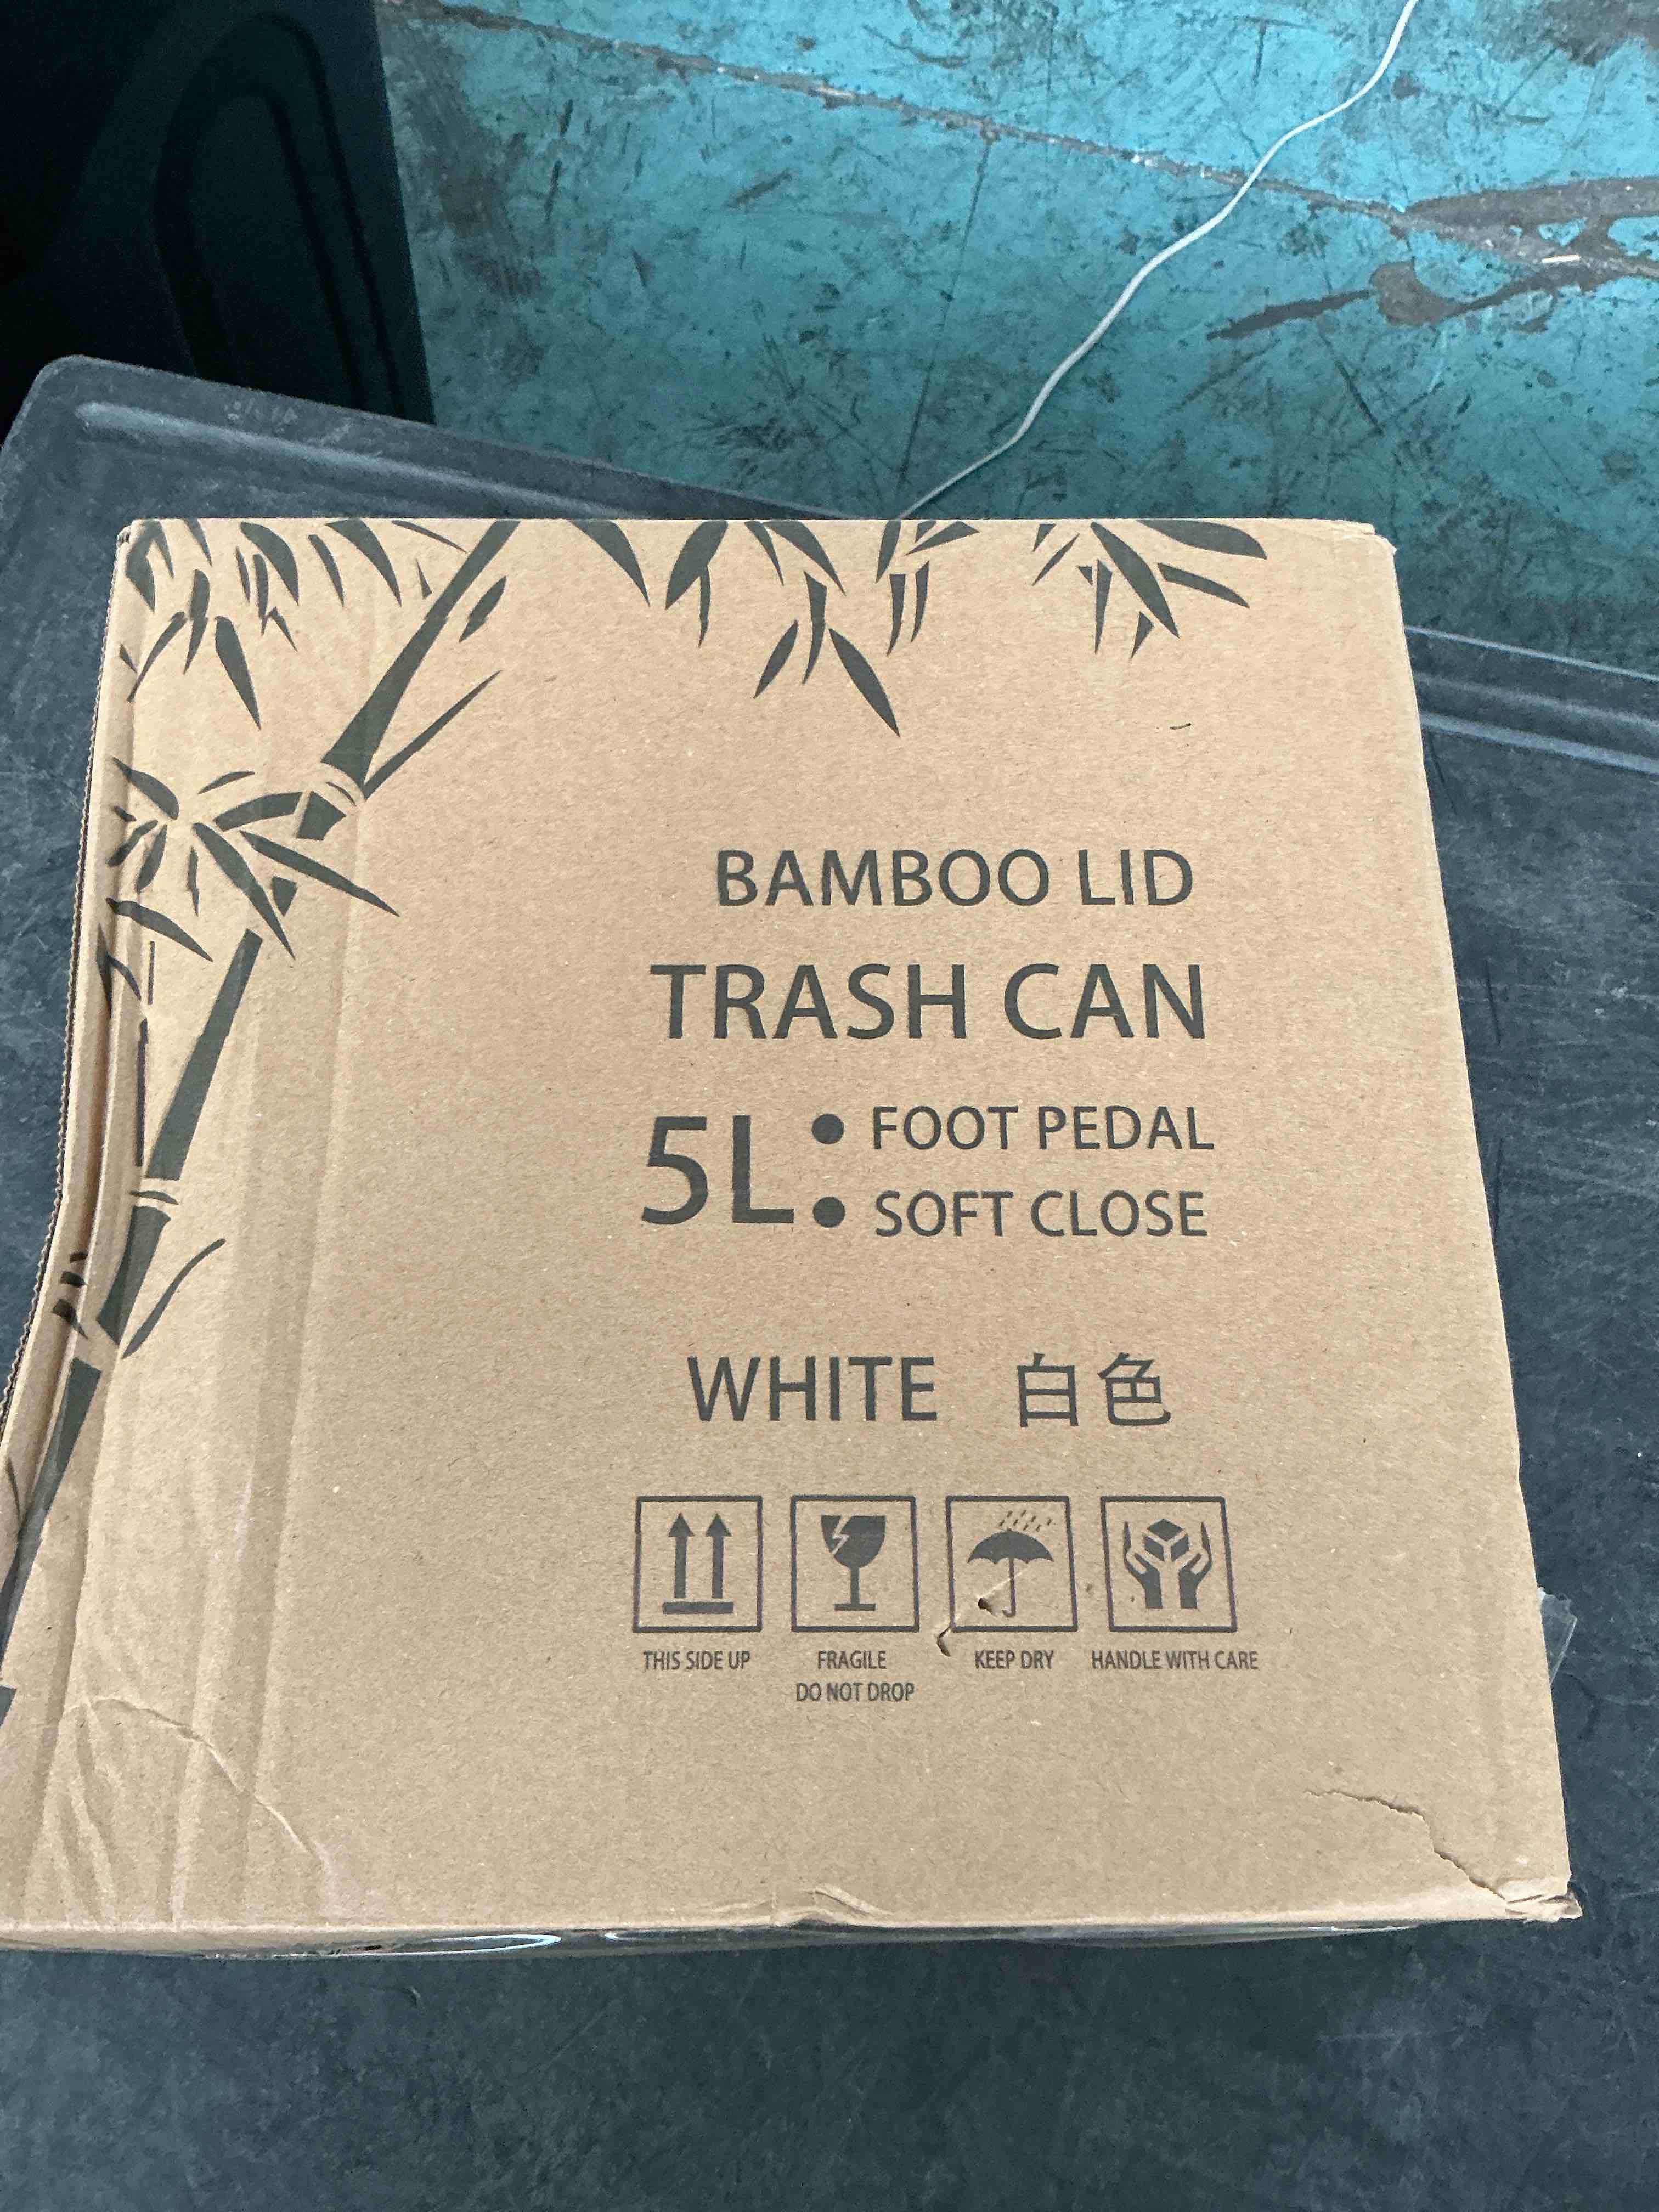 BAMBOO LID
TRASH CAN
5L: FOOT PEDAL
SOFT CLOSE
WHITE 白色
THIS SIDE UP
FRAGILE
DO NOT DROP
KEEP DRY
HANDLE WITH CARE